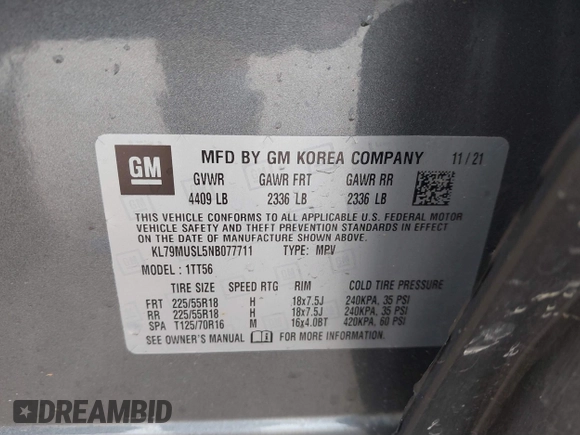 GM
MFD BY GM KOREA COMPANY 11/21
GVWR GAWR FRT GAWR RR
4409 LB 2336 LB 2336 LB
THIS VEHICLE CONFORMS TO ALL APPLICABLE U.S. FEDERAL MOTOR
VEHICLE SAFETY AND THEFT PREVENTION STANDARDS IN EFFECT ON
THE DATE OF MANUFACTURE SHOWN ABOVE.
KL79MUSL5NB077711 TYPE: MPV
MODEL: 1TT56
TIRE SIZE SPEED RTG RIM COLD TIRE PRESSURE
FRT 225/55R18 H 18x7.5J 240KPA, 35 PSI
RR 225/55R18 H 18x7.5J 240KPA, 35 PSI
SPA T125/70R16 M 16x4.0BT 420KPA, 60 PSI
SEE OWNER'S MANUAL FOR MORE INFORMATION.
DREAMBID